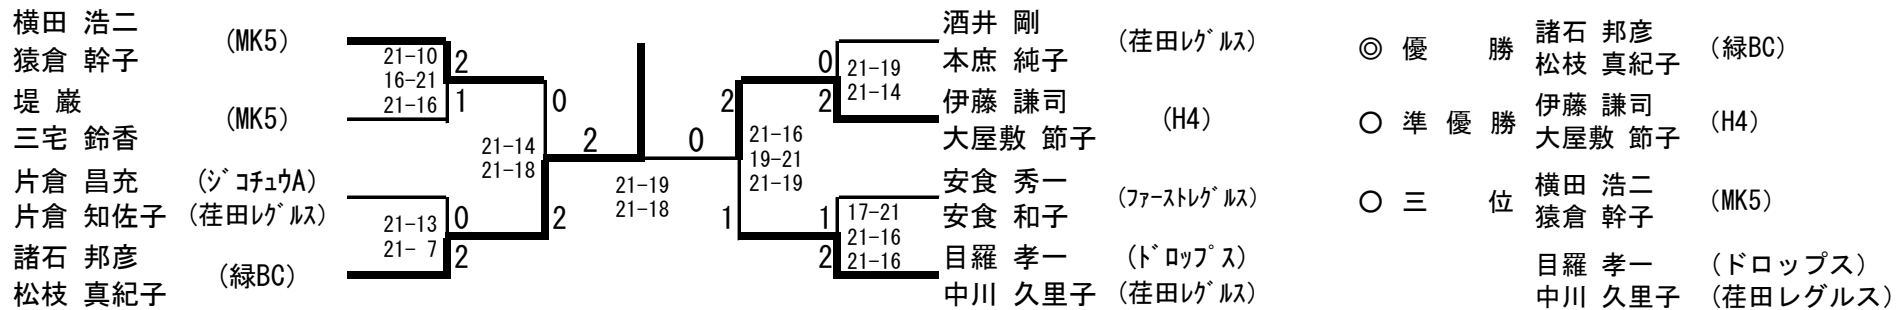 横田 浩二
猿倉 幹子
(MK5)
堤 巌
三宅 鈴香
(MK5)
片倉 昌充 (ジコチュウA)
片倉 知佐子 (荏田レグルス)
諸石 邦彦
松枝 真紀子
(緑BC)
21-10
16-21
21-16
2
1
21-13
21- 7
0
2
0
21-14
21-18
2
2
21-19
21-18
0
2
21-16
19-21
21-19
1
0
21-19
21-14
2
1
17-21
21-16
21-16
2
酒井 剛
本庶 純子
(荏田レグルス)
伊藤 謙司
大屋敷 節子
(H4)
安食 秀一
安食 和子
(ファーストレグルス)
目羅 孝一 (ドロップス)
中川 久里子 (荏田レグルス)
◎ 優 勝
諸石 邦彦
松枝 真紀子
(緑BC)
○ 準 優 勝
伊藤 謙司
大屋敷 節子
(H4)
○ 三 位
横田 浩二
猿倉 幹子
(MK5)
目羅 孝一 (ドロップス)
中川 久里子 (荏田レグルス)